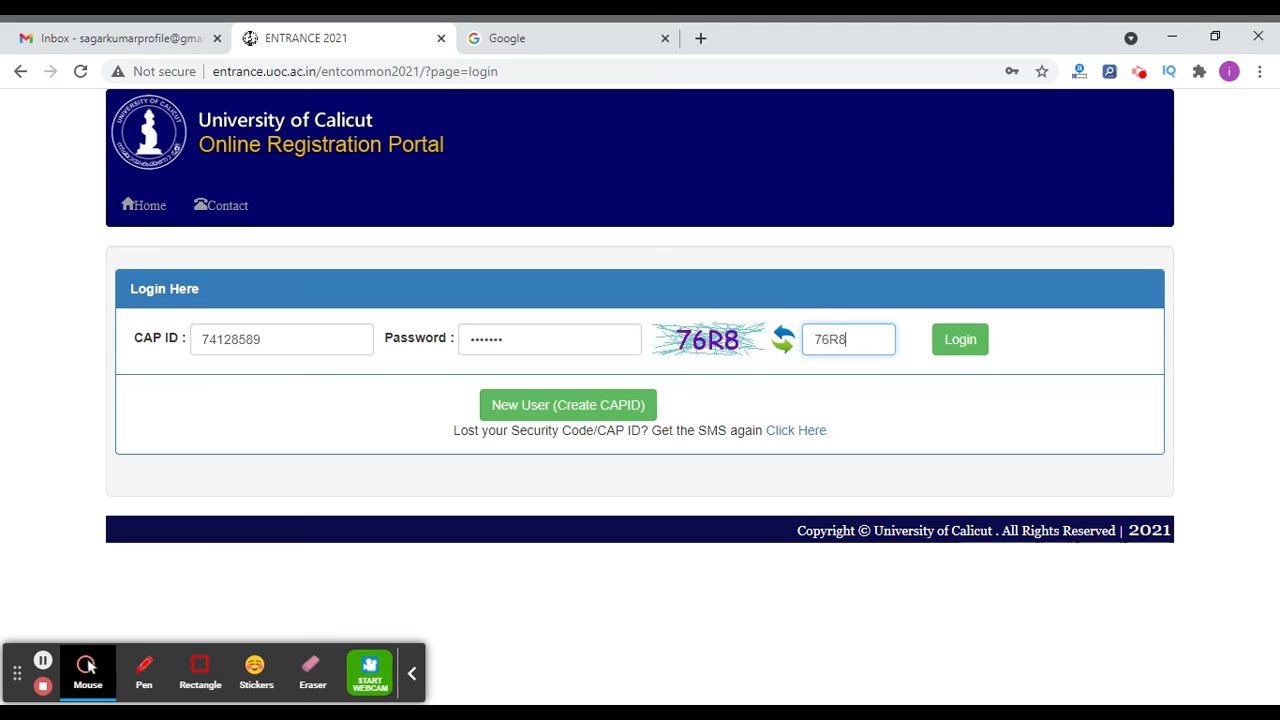 Inbox - sagarkumarprofile@gma
ENTRANCE 2021
Google
Not secure
entrance.uoc.ac.in/entcommon2021/?page=login
IQ
i
University of Calicut
Online Registration Portal
Home
Contact
Login Here
CAP ID :
74128589
Password :
•••••••
76R8
76R8
Login
New User (Create CAPID)
Lost your Security Code/CAP ID? Get the SMS again Click Here
Copyright © University of Calicut . All Rights Reserved | 2021
Mouse
Pen
Rectangle
Stickers
Eraser
START
WEBCAM